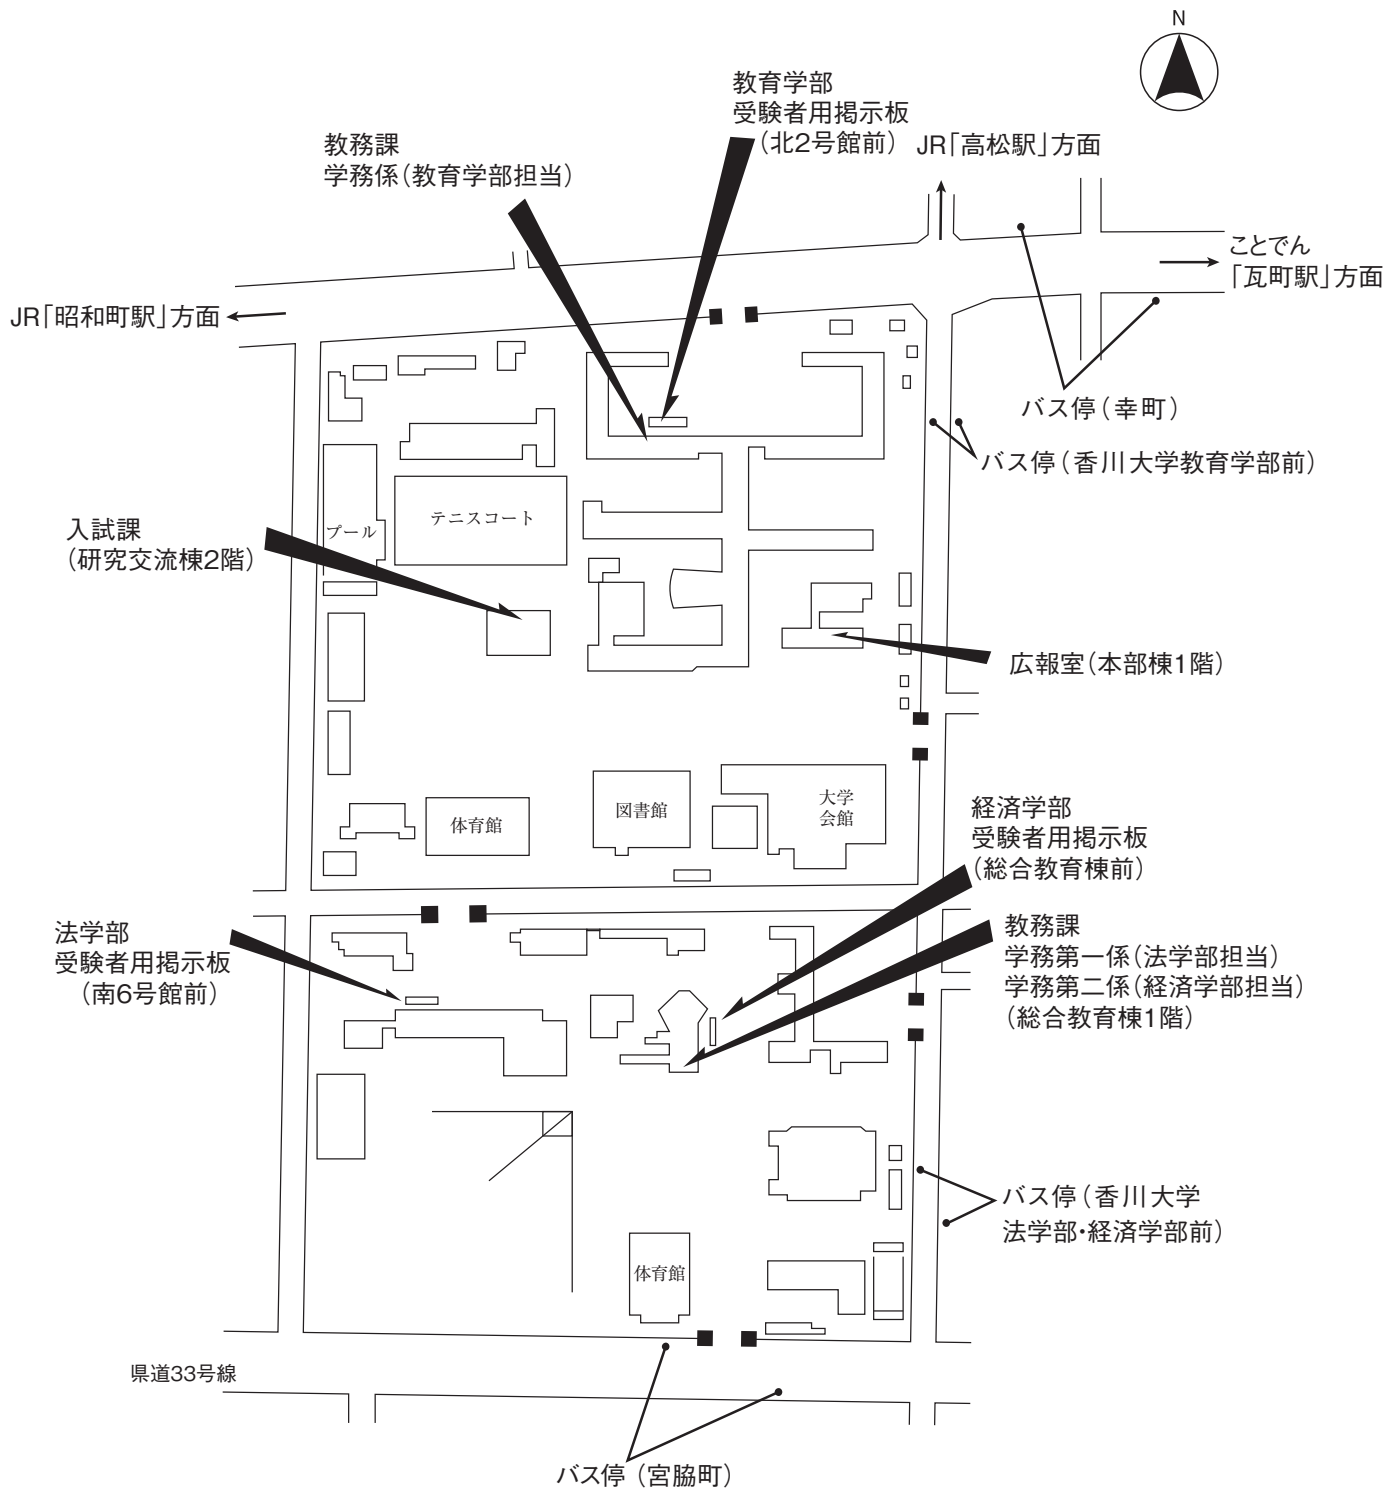 N
教育学部
受験者用掲示板
（北2号館前）
教務課
学務係（教育学部担当）
JR「高松駅」方面
ことでん
「瓦町駅」方面
JR「昭和町駅」方面
バス停（幸町）
バス停（香川大学教育学部前）
入試課
（研究交流棟2階）
プール
テニスコート
広報室（本部棟1階）
体育館
図書館
大学
会館
経済学部
受験者用掲示板
（総合教育棟前）
法学部
受験者用掲示板
（南6号館前）
教務課
学務第一係（法学部担当）
学務第二係（経済学部担当）
（総合教育棟1階）
バス停（香川大学
法学部・経済学部前）
体育館
県道33号線
バス停（宮脇町）